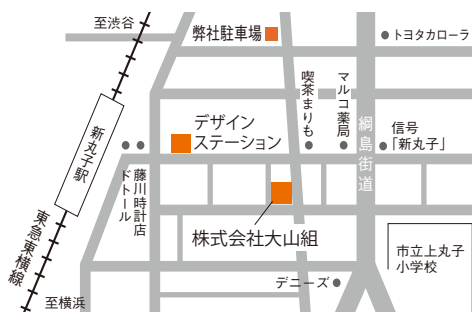 至渋谷
弊社駐車場
トヨタカローラ
喫茶まりも
マルコ薬局
デザイン
ステーション
綱島街道
信号
「新丸子」
新丸子駅
藤川時計店
ドトール
東急東横線
株式会社大山組
市立上丸子
小学校
デニーズ
至横浜